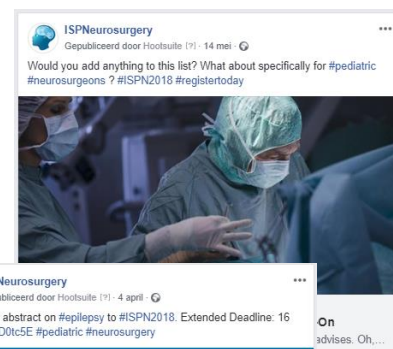 ISPNeurosurgery
Gepubliceerd door Hootsuite [?] · 14 mei ·
Would you add anything to this list? What about specifically for #pediatric
#neurosurgeons ? #ISPN2018 #registertoday
Neurosurgery
door Hootsuite [?] · 4 april ·
abstract on #epilepsy to #ISPN2018. Extended Deadline: 16
#pediatric #neurosurgery
On
advises. Oh,...